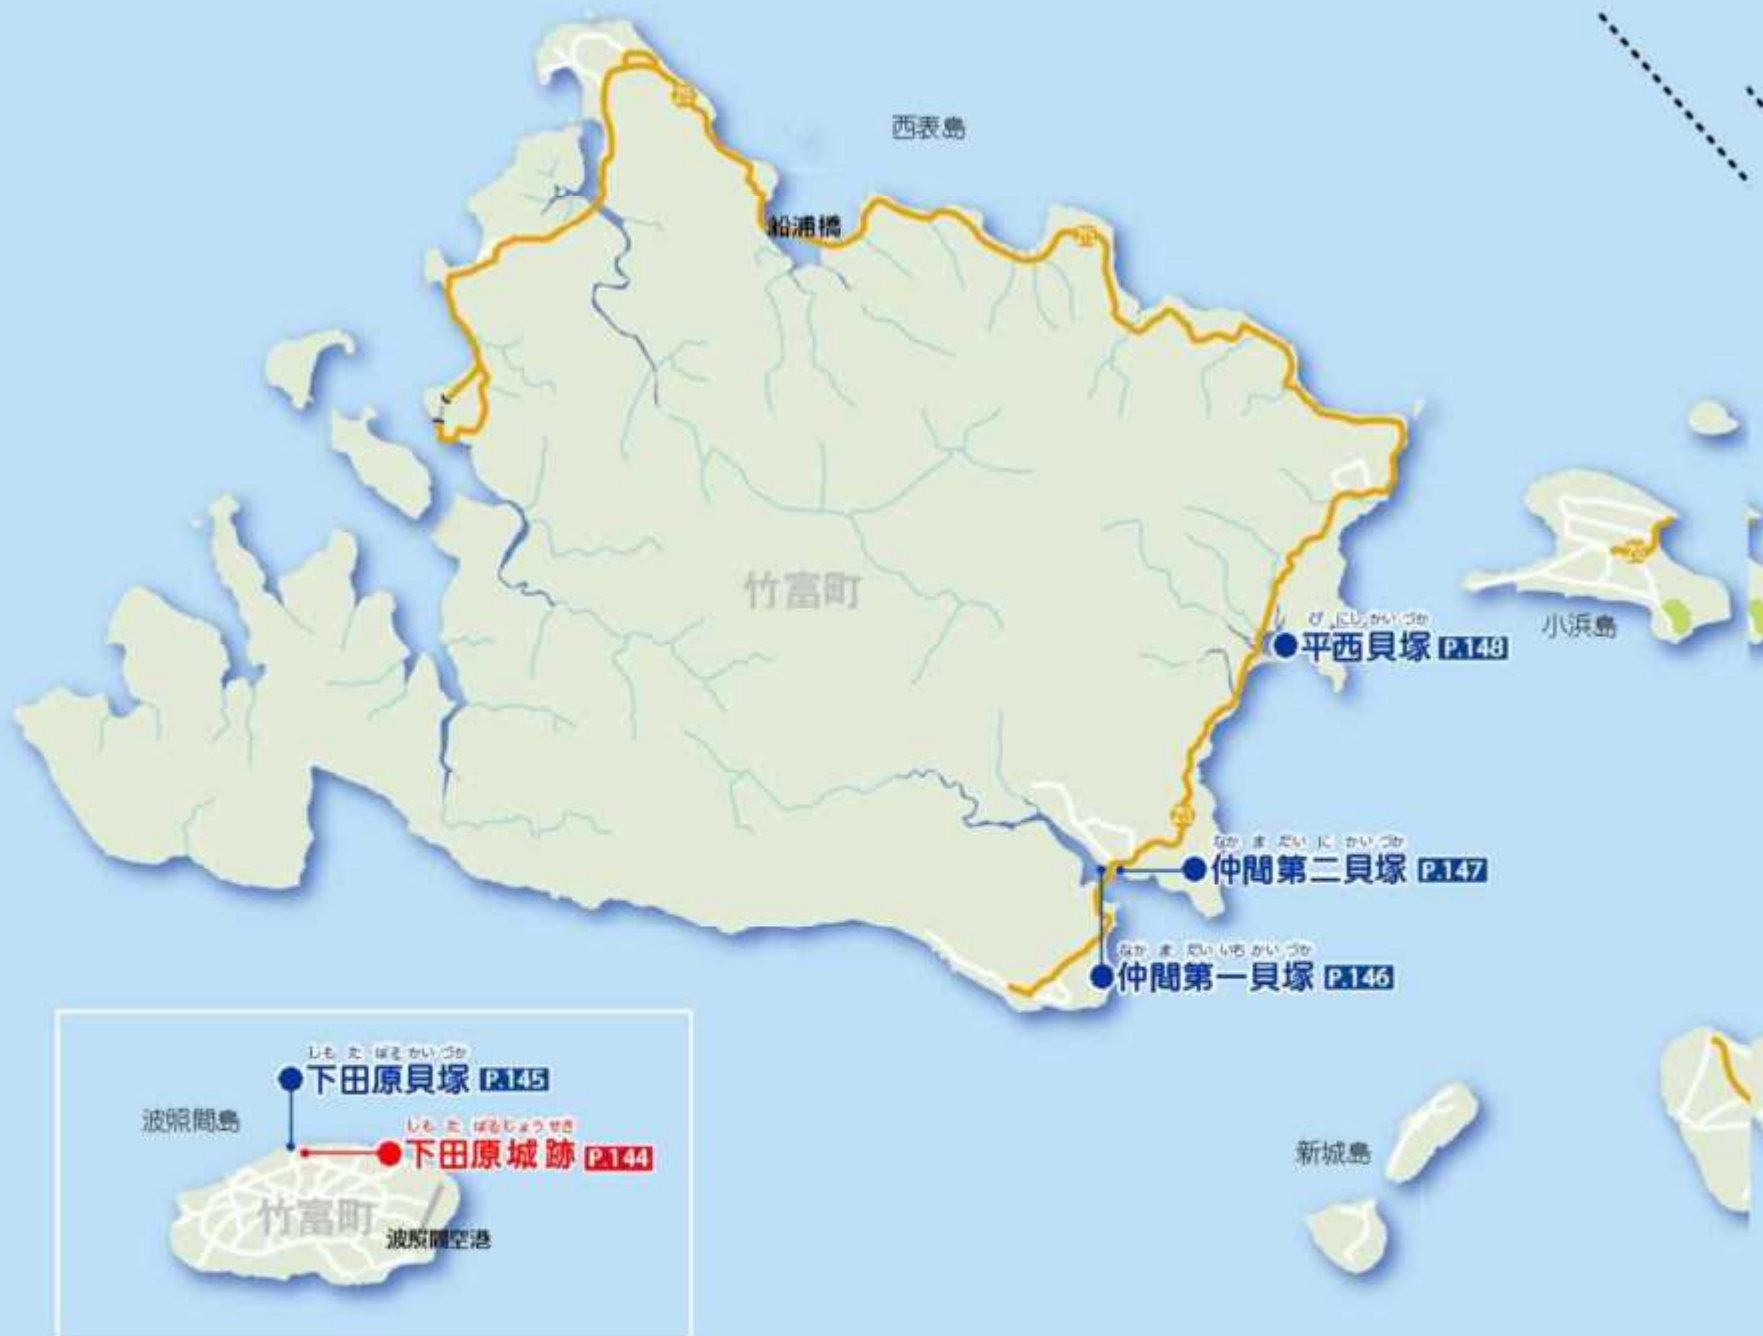 西表島
船浦橋
竹富町
び にし かい づか
平西貝塚 P.148
小浜島
なか ま だい に かい づか
仲間第二貝塚 P.147
なか ま だい いち かい づか
仲間第一貝塚 P.146
しも た ばる かい づか
下田原貝塚 P.145
波照間島
しも た ばる じょう せき
下田原城跡 P.144
竹富町
波照間空港
新城島